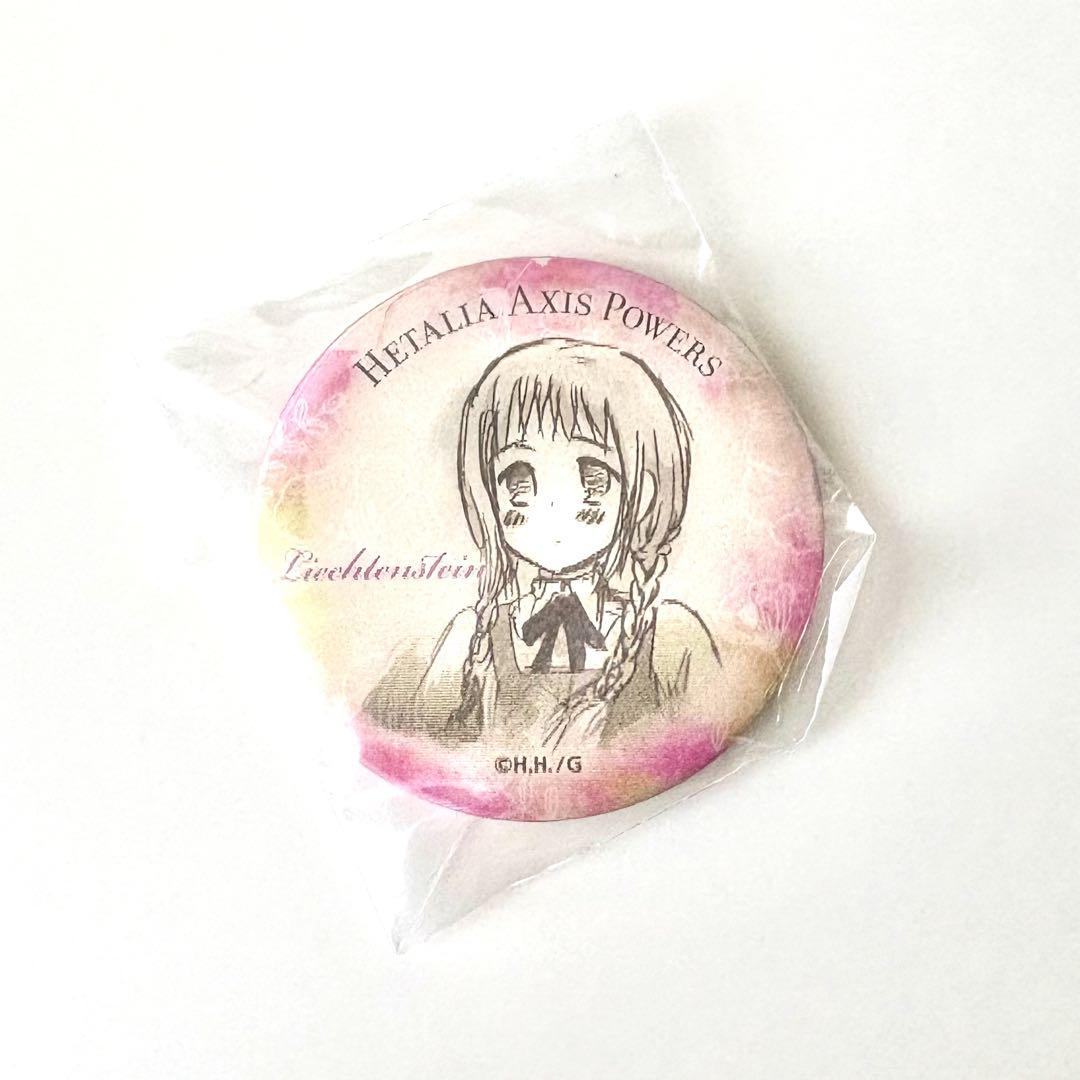 HETALIA AXIS POWERS
Liechtenstein
©H.H./G